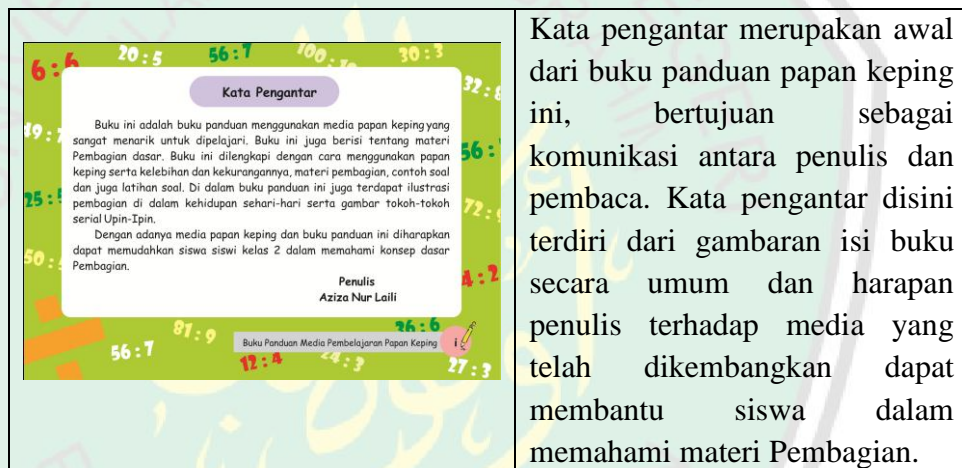 6 : 6
20 : 5
56 : 7
30 : 3
Kata Pengantar
Buku ini adalah buku panduan menggunakan media papan keping yang
sangat menarik untuk dipelajari. Buku ini juga berisi tentang materi
Pembagian dasar. Buku ini dilengkapi dengan cara menggunakan papan
keping serta kelebihan dan kekurangannya, materi pembagian, contoh soal
dan juga latihan soal. Di dalam buku panduan ini juga terdapat ilustrasi
pembagian di dalam kehidupan sehari-hari serta gambar tokoh-tokoh
serial Upin-Ipin.
Dengan adanya media papan keping dan buku panduan ini diharapkan
dapat memudahkan siswa siswi kelas 2 dalam memahami konsep dasar
Pembagian.
Penulis
Aziza Nur Laili
81 : 9
36 : 6
56 : 7
Buku Panduan Media Pembelajaran Papan Keping
i
12 : 4
24 : 3
27 : 3
Kata pengantar merupakan awal
dari buku panduan papan keping
ini, bertujuan sebagai
komunikasi antara penulis dan
pembaca. Kata pengantar disini
terdiri dari gambaran isi buku
secara umum dan harapan
penulis terhadap media yang
telah dikembangkan dapat
membantu siswa dalam
memahami materi Pembagian.